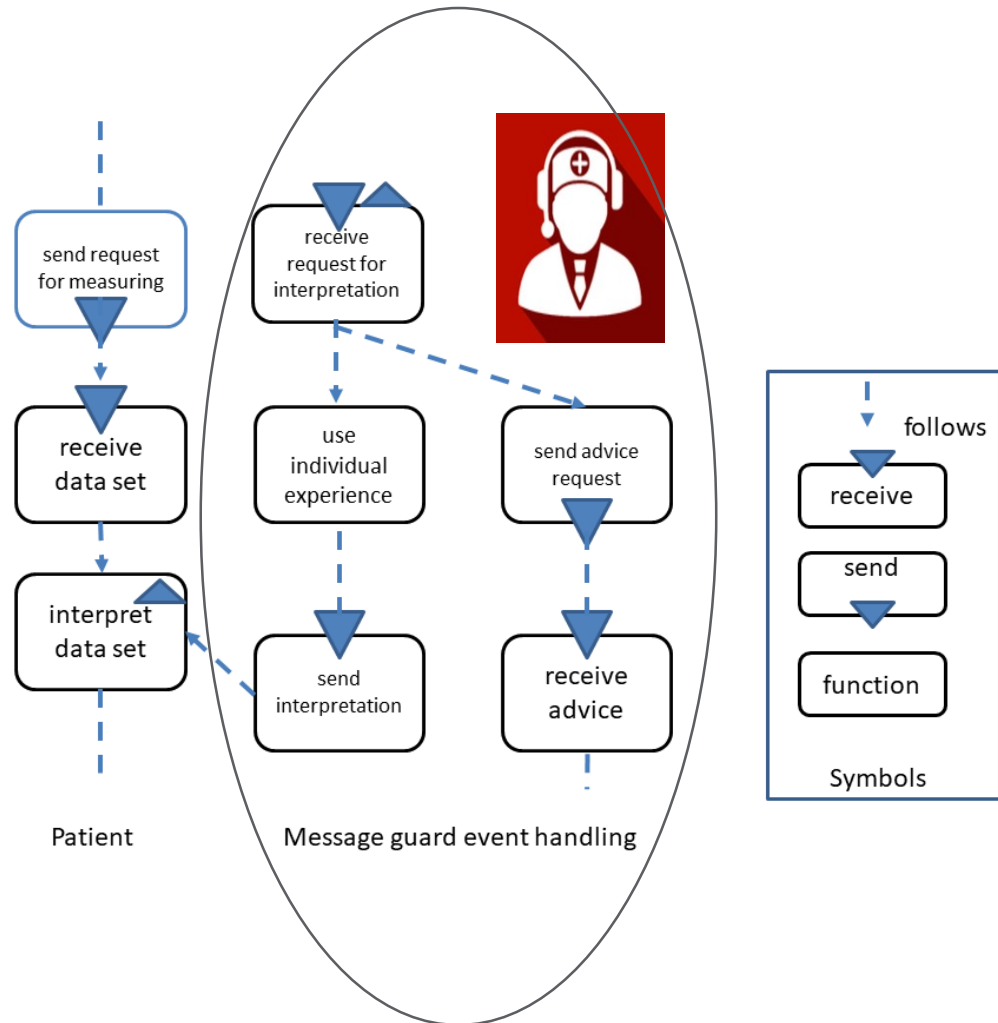 send request
for measuring
receive
data set
interpret
data set
Patient
receive
request for
interpretation
use
individual
experience
send
interpretation
send advice
request
receive
advice
Message guard event handling
follows
receive
send
function
Symbols